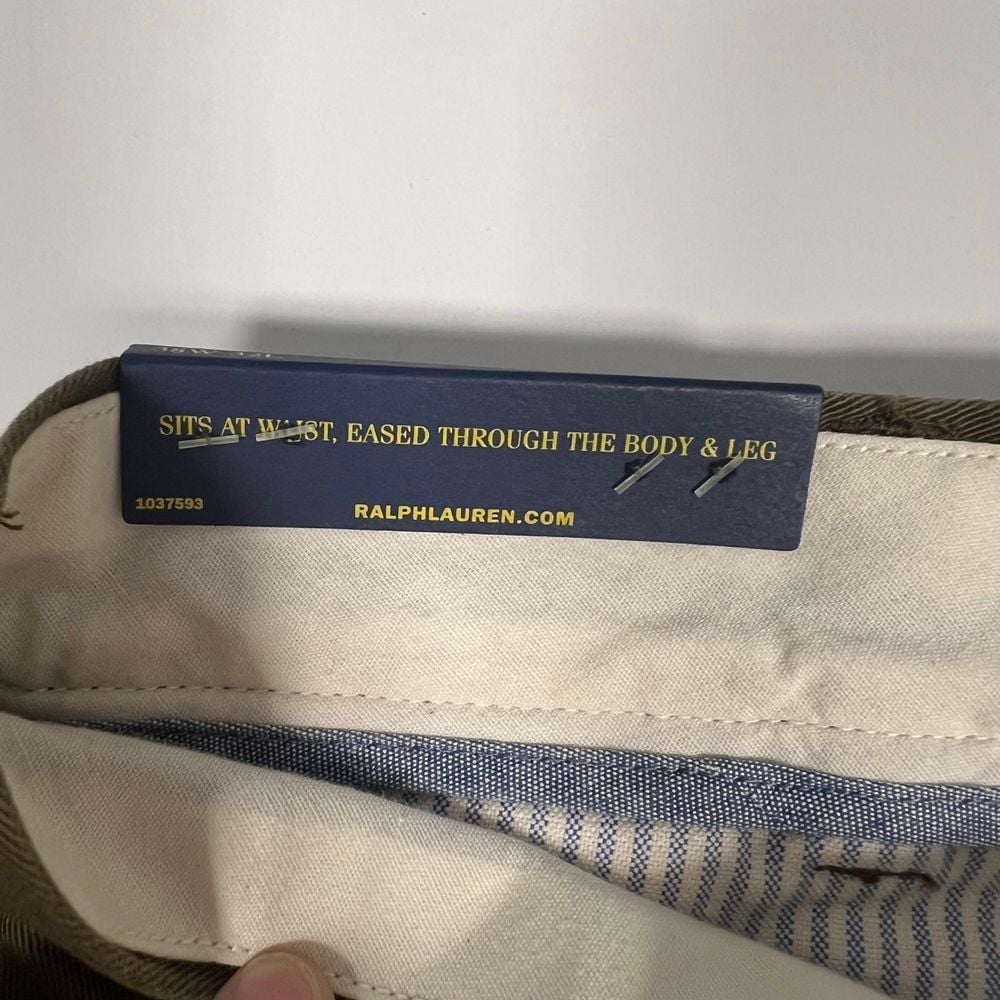 SITS AT WAIST, EASED THROUGH THE BODY & LEG
1037593
RALPHLAUREN.COM